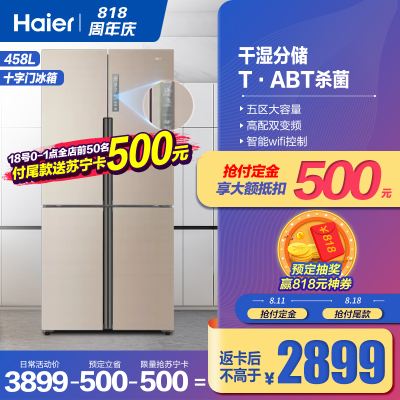 Haier
818
周年庆
458L
十字门冰箱
干湿分储
T·ABT杀菌
五区大容量
高配双变频
智能wifi控制
18号0-1点全店前50名
付尾款送苏宁卡500元
抢付定金
享大额抵扣
500元
818
预定抽奖
赢818元神券
8.11
8.18
抢付定金
抢付尾款
日常活动价
预定立省
限量抢苏宁卡
3899-500-500=
返卡后
不高于
¥2899